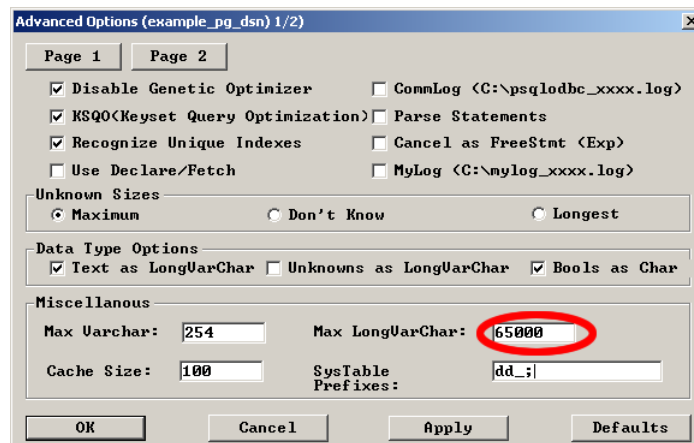 Advanced Options (example_pg_dsn) 1/2)
Page 1 Page 2
Disable Genetic Optimizer CommLog (C:\psqlodbc_xxxx.log)
KSQO(Keyset Query Optimization) Parse Statements
Recognize Unique Indexes Cancel as FreeStmt (Exp)
Use Declare/Fetch MyLog (C:\mylog_xxxx.log)
Unknown Sizes
Maximum Don't Know Longest
Data Type Options
Text as LongVarChar Unknowns as LongVarChar Bools as Char
Miscellanous
Max Varchar: 254 Max LongVarChar: 65000
Cache Size: 100 SysTable Prefixes: dd_;
OK Cancel Apply Defaults